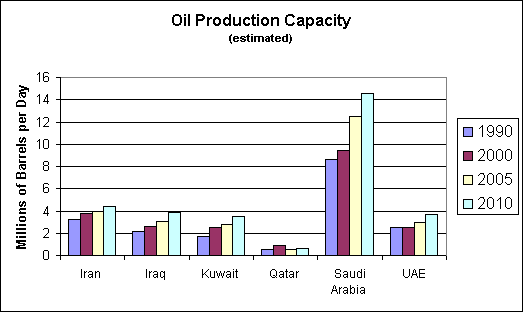 Oil Production Capacity
(estimated)
Millions of Barrels per Day
16
14
12
10
8
6
4
2
0
Iran
Iraq
Kuwait
Qatar
Saudi
Arabia
UAE
1990
2000
2005
2010